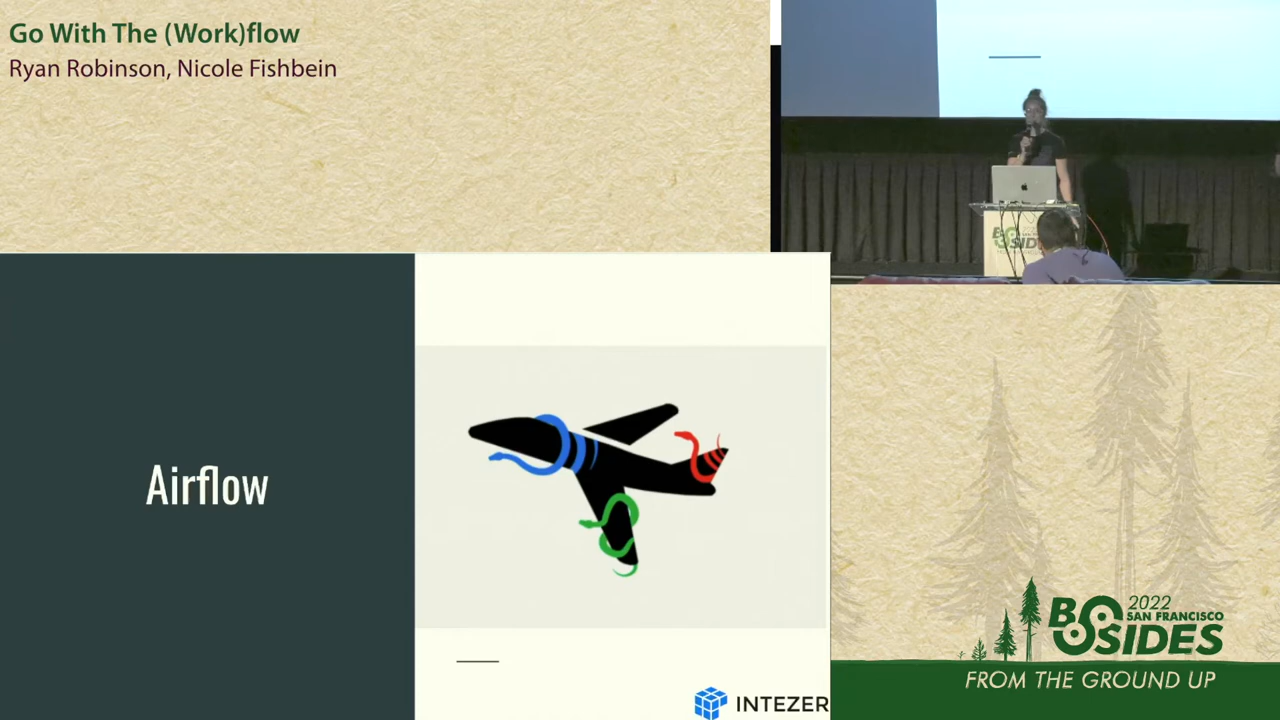 Go With The (Work)flow
Ryan Robinson, Nicole Fishbein
Airflow
INTEZER
BSIDES
2022
SAN FRANCISCO
FROM THE GROUND UP